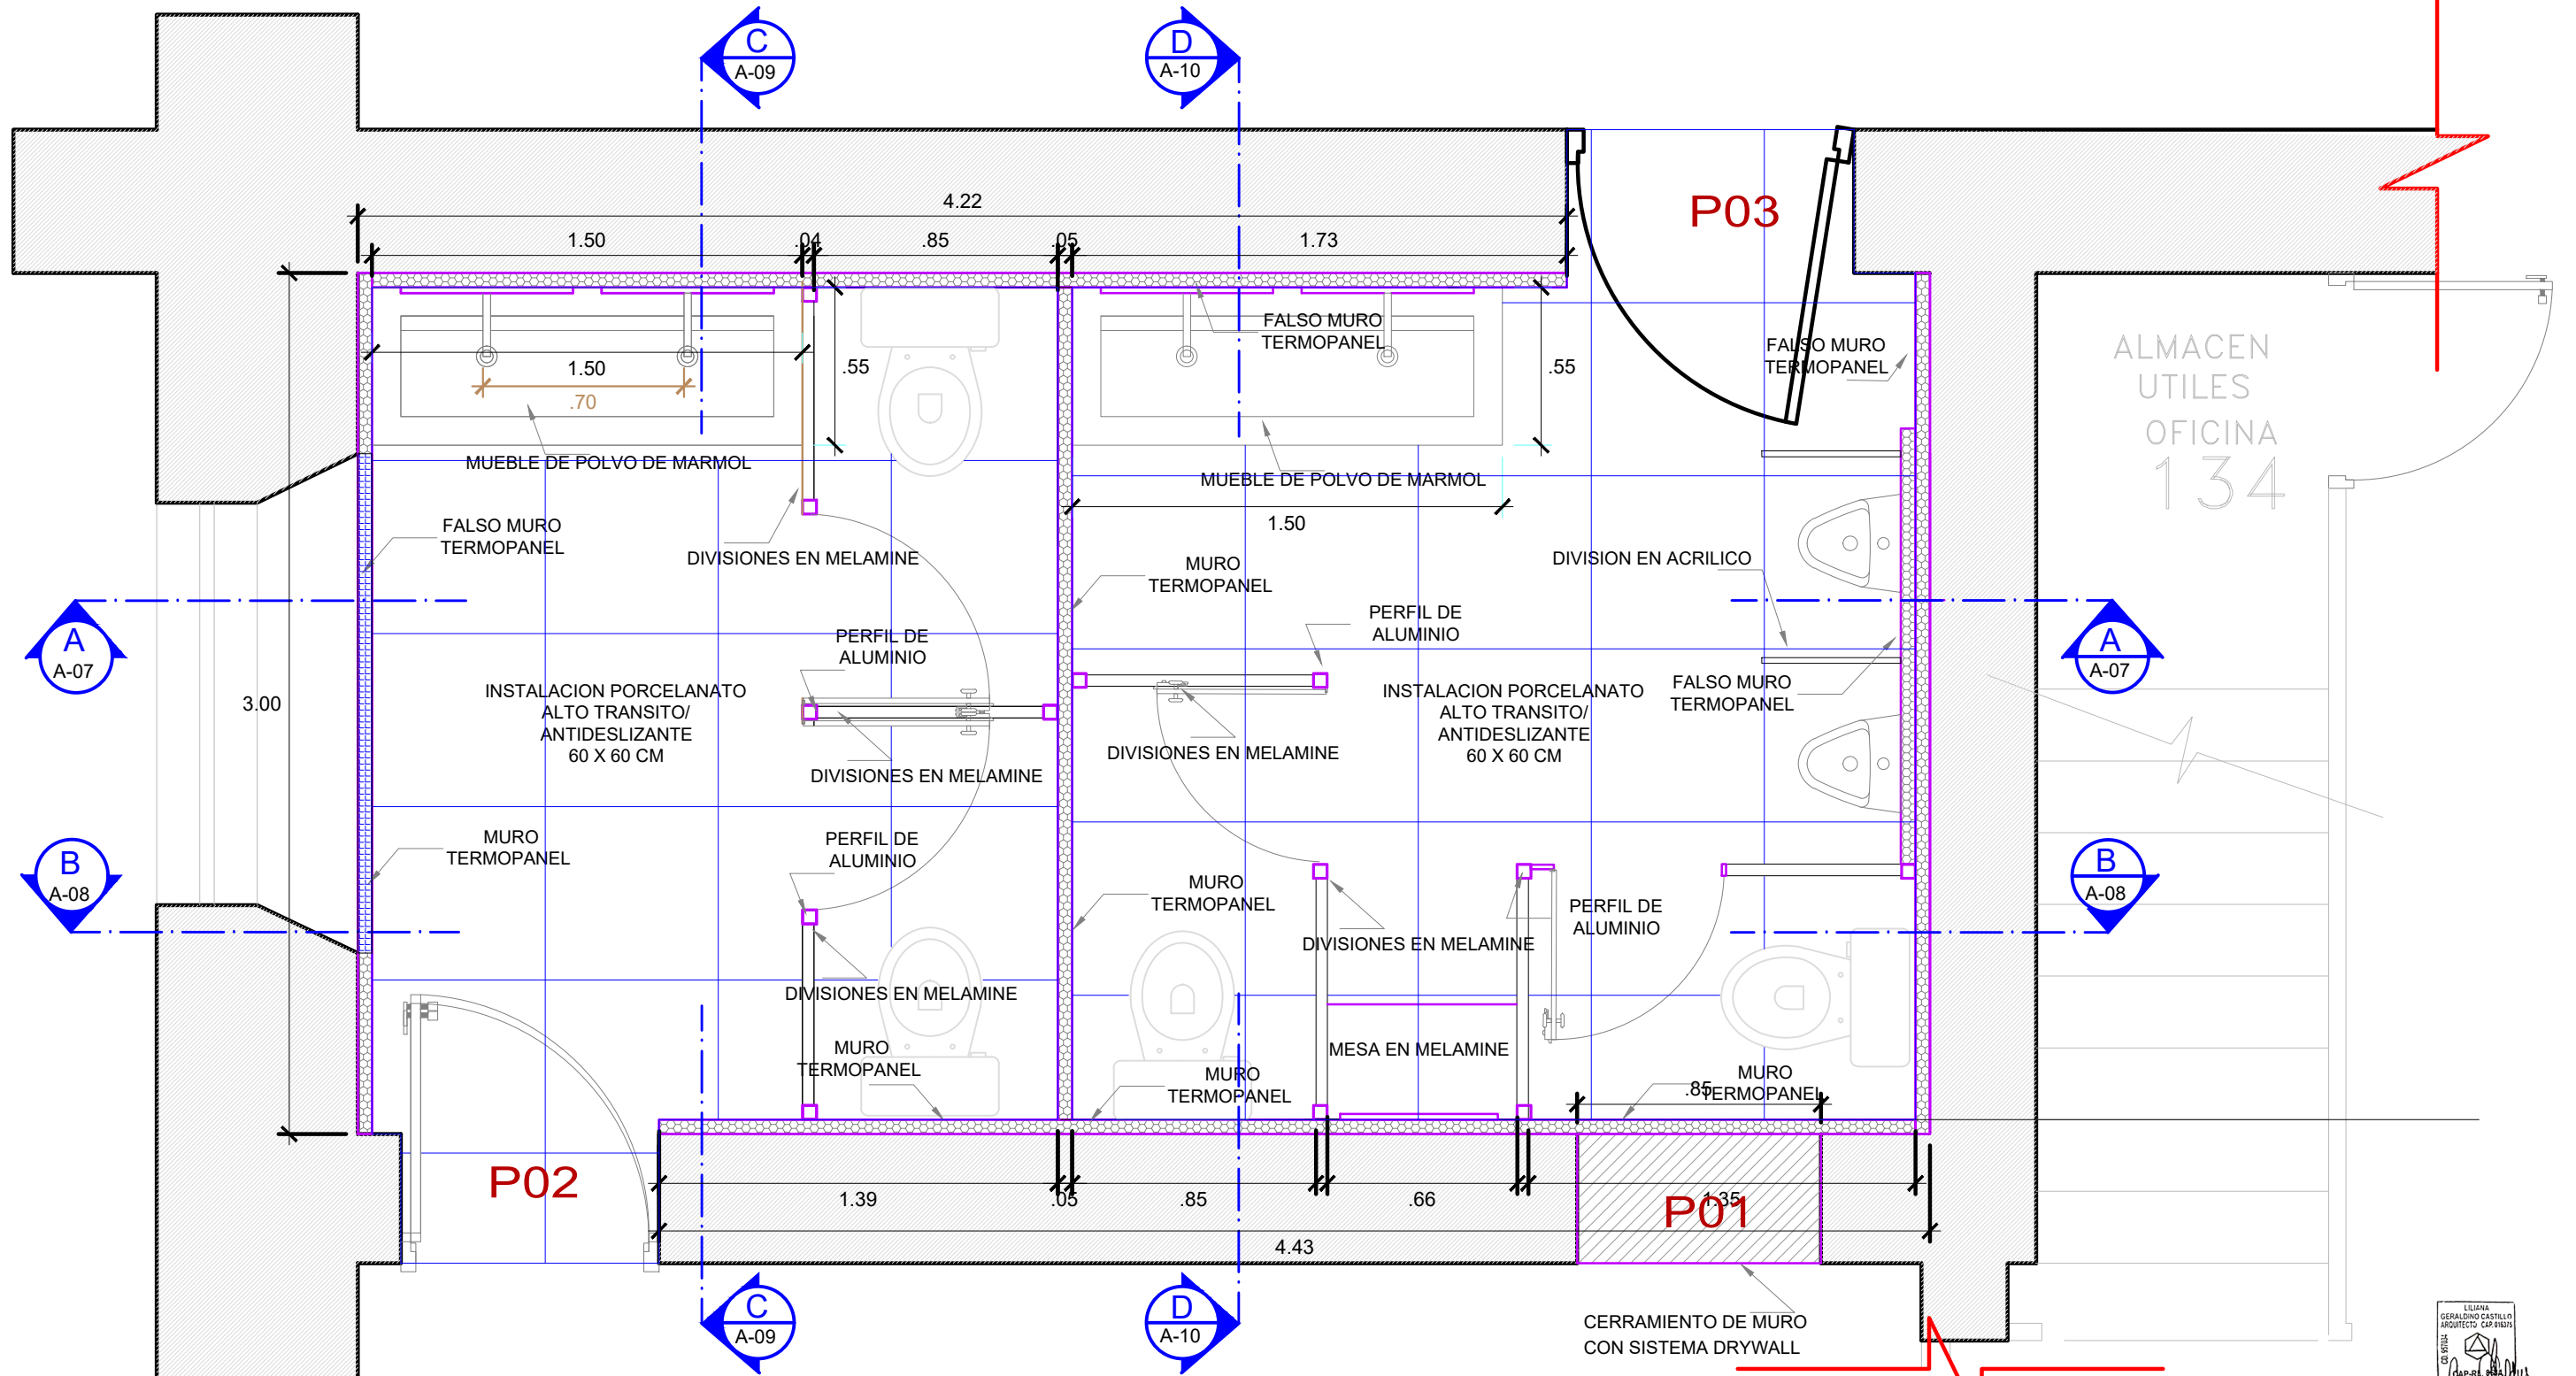 C
A-09
D
A-10
P03
4.22
1.50
.04
.85
.05
1.73
FALSO MURO
TERMOPANEL
FALSO MURO
TERMOPANEL
ALMACEN
UTILES
OFICINA
134
1.50
.70
.55
.55
MUEBLE DE POLVO DE MARMOL
MUEBLE DE POLVO DE MARMOL
1.50
FALSO MURO
TERMOPANEL
DIVISIONES EN MELAMINE
MURO
TERMOPANEL
DIVISION EN ACRILICO
A
A-07
PERFIL DE
ALUMINIO
PERFIL DE
ALUMINIO
A
A-07
3.00
INSTALACION PORCELANATO
ALTO TRANSITO/
ANTIDESLIZANTE
60 X 60 CM
INSTALACION PORCELANATO
ALTO TRANSITO/
ANTIDESLIZANTE
60 X 60 CM
FALSO MURO
TERMOPANEL
DIVISIONES EN MELAMINE
DIVISIONES EN MELAMINE
B
A-08
MURO
TERMOPANEL
PERFIL DE
ALUMINIO
MURO
TERMOPANEL
PERFIL DE
ALUMINIO
B
A-08
DIVISIONES EN MELAMINE
DIVISIONES EN MELAMINE
MURO
TERMOPANEL
MURO
TERMOPANEL
MESA EN MELAMINE
.85
MURO
TERMOPANEL
P02
1.39
.05
.85
.66
1.35
P01
4.43
C
A-09
D
A-10
CERRAMIENTO DE MURO
CON SISTEMA DRYWALL
LILIANA
GERALDINO CASTILLO
ARQUITECTO CAP.